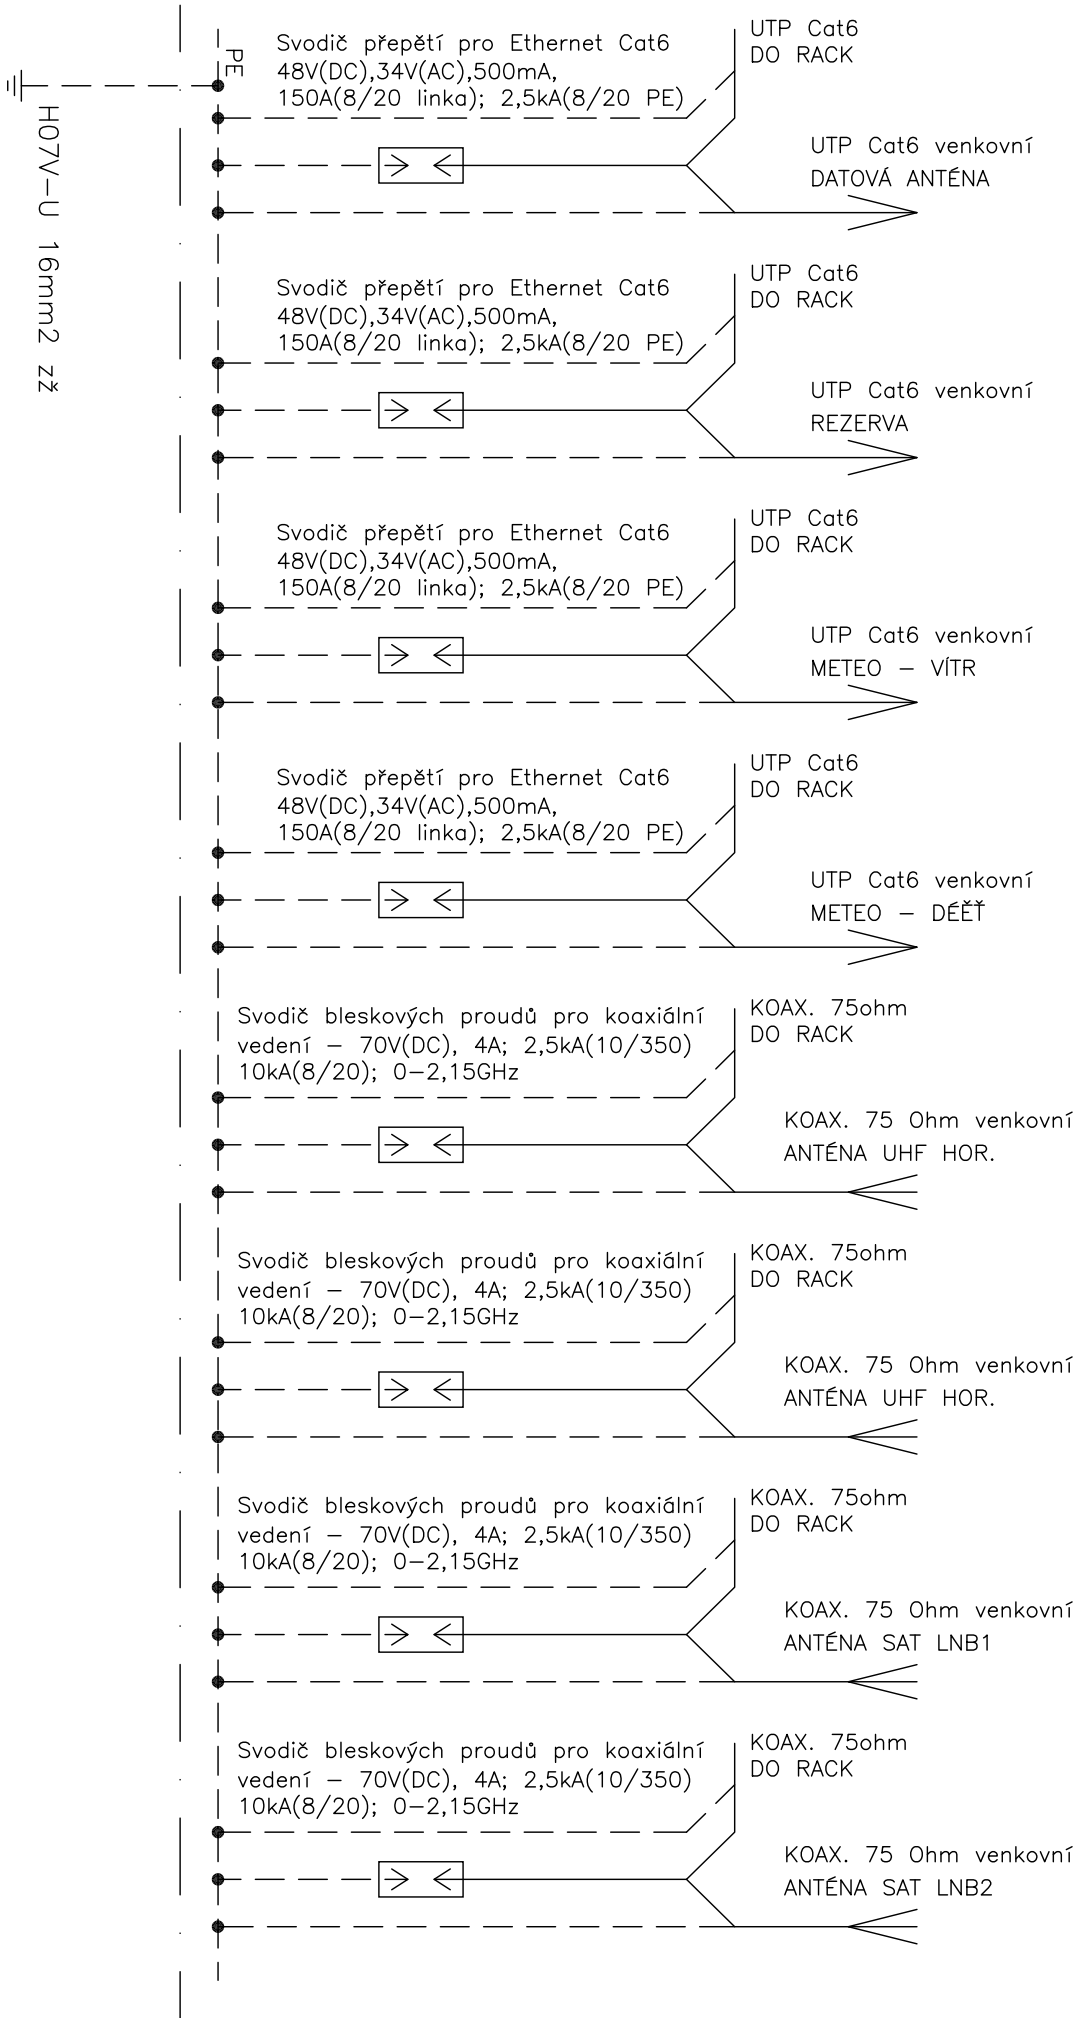 PE
H07V-U 16mm2 zž
Svodič přepětí pro Ethernet Cat6
48V(DC),34V(AC),500mA,
150A(8/20 linka); 2,5kA(8/20 PE)
UTP Cat6
DO RACK
UTP Cat6 venkovní
DATOVÁ ANTÉNA
Svodič přepětí pro Ethernet Cat6
48V(DC),34V(AC),500mA,
150A(8/20 linka); 2,5kA(8/20 PE)
UTP Cat6
DO RACK
UTP Cat6 venkovní
REZERVA
Svodič přepětí pro Ethernet Cat6
48V(DC),34V(AC),500mA,
150A(8/20 linka); 2,5kA(8/20 PE)
UTP Cat6
DO RACK
UTP Cat6 venkovní
METEO – VÍTR
Svodič přepětí pro Ethernet Cat6
48V(DC),34V(AC),500mA,
150A(8/20 linka); 2,5kA(8/20 PE)
UTP Cat6
DO RACK
UTP Cat6 venkovní
METEO – DÉĚŤ
Svodič bleskových proudů pro koaxiální
vedení – 70V(DC), 4A; 2,5kA(10/350)
10kA(8/20); 0–2,15GHz
KOAX. 75ohm
DO RACK
KOAX. 75 Ohm venkovní
ANTÉNA UHF HOR.
Svodič bleskových proudů pro koaxiální
vedení – 70V(DC), 4A; 2,5kA(10/350)
10kA(8/20); 0–2,15GHz
KOAX. 75ohm
DO RACK
KOAX. 75 Ohm venkovní
ANTÉNA UHF HOR.
Svodič bleskových proudů pro koaxiální
vedení – 70V(DC), 4A; 2,5kA(10/350)
10kA(8/20); 0–2,15GHz
KOAX. 75ohm
DO RACK
KOAX. 75 Ohm venkovní
ANTÉNA SAT LNB1
Svodič bleskových proudů pro koaxiální
vedení – 70V(DC), 4A; 2,5kA(10/350)
10kA(8/20); 0–2,15GHz
KOAX. 75ohm
DO RACK
KOAX. 75 Ohm venkovní
ANTÉNA SAT LNB2